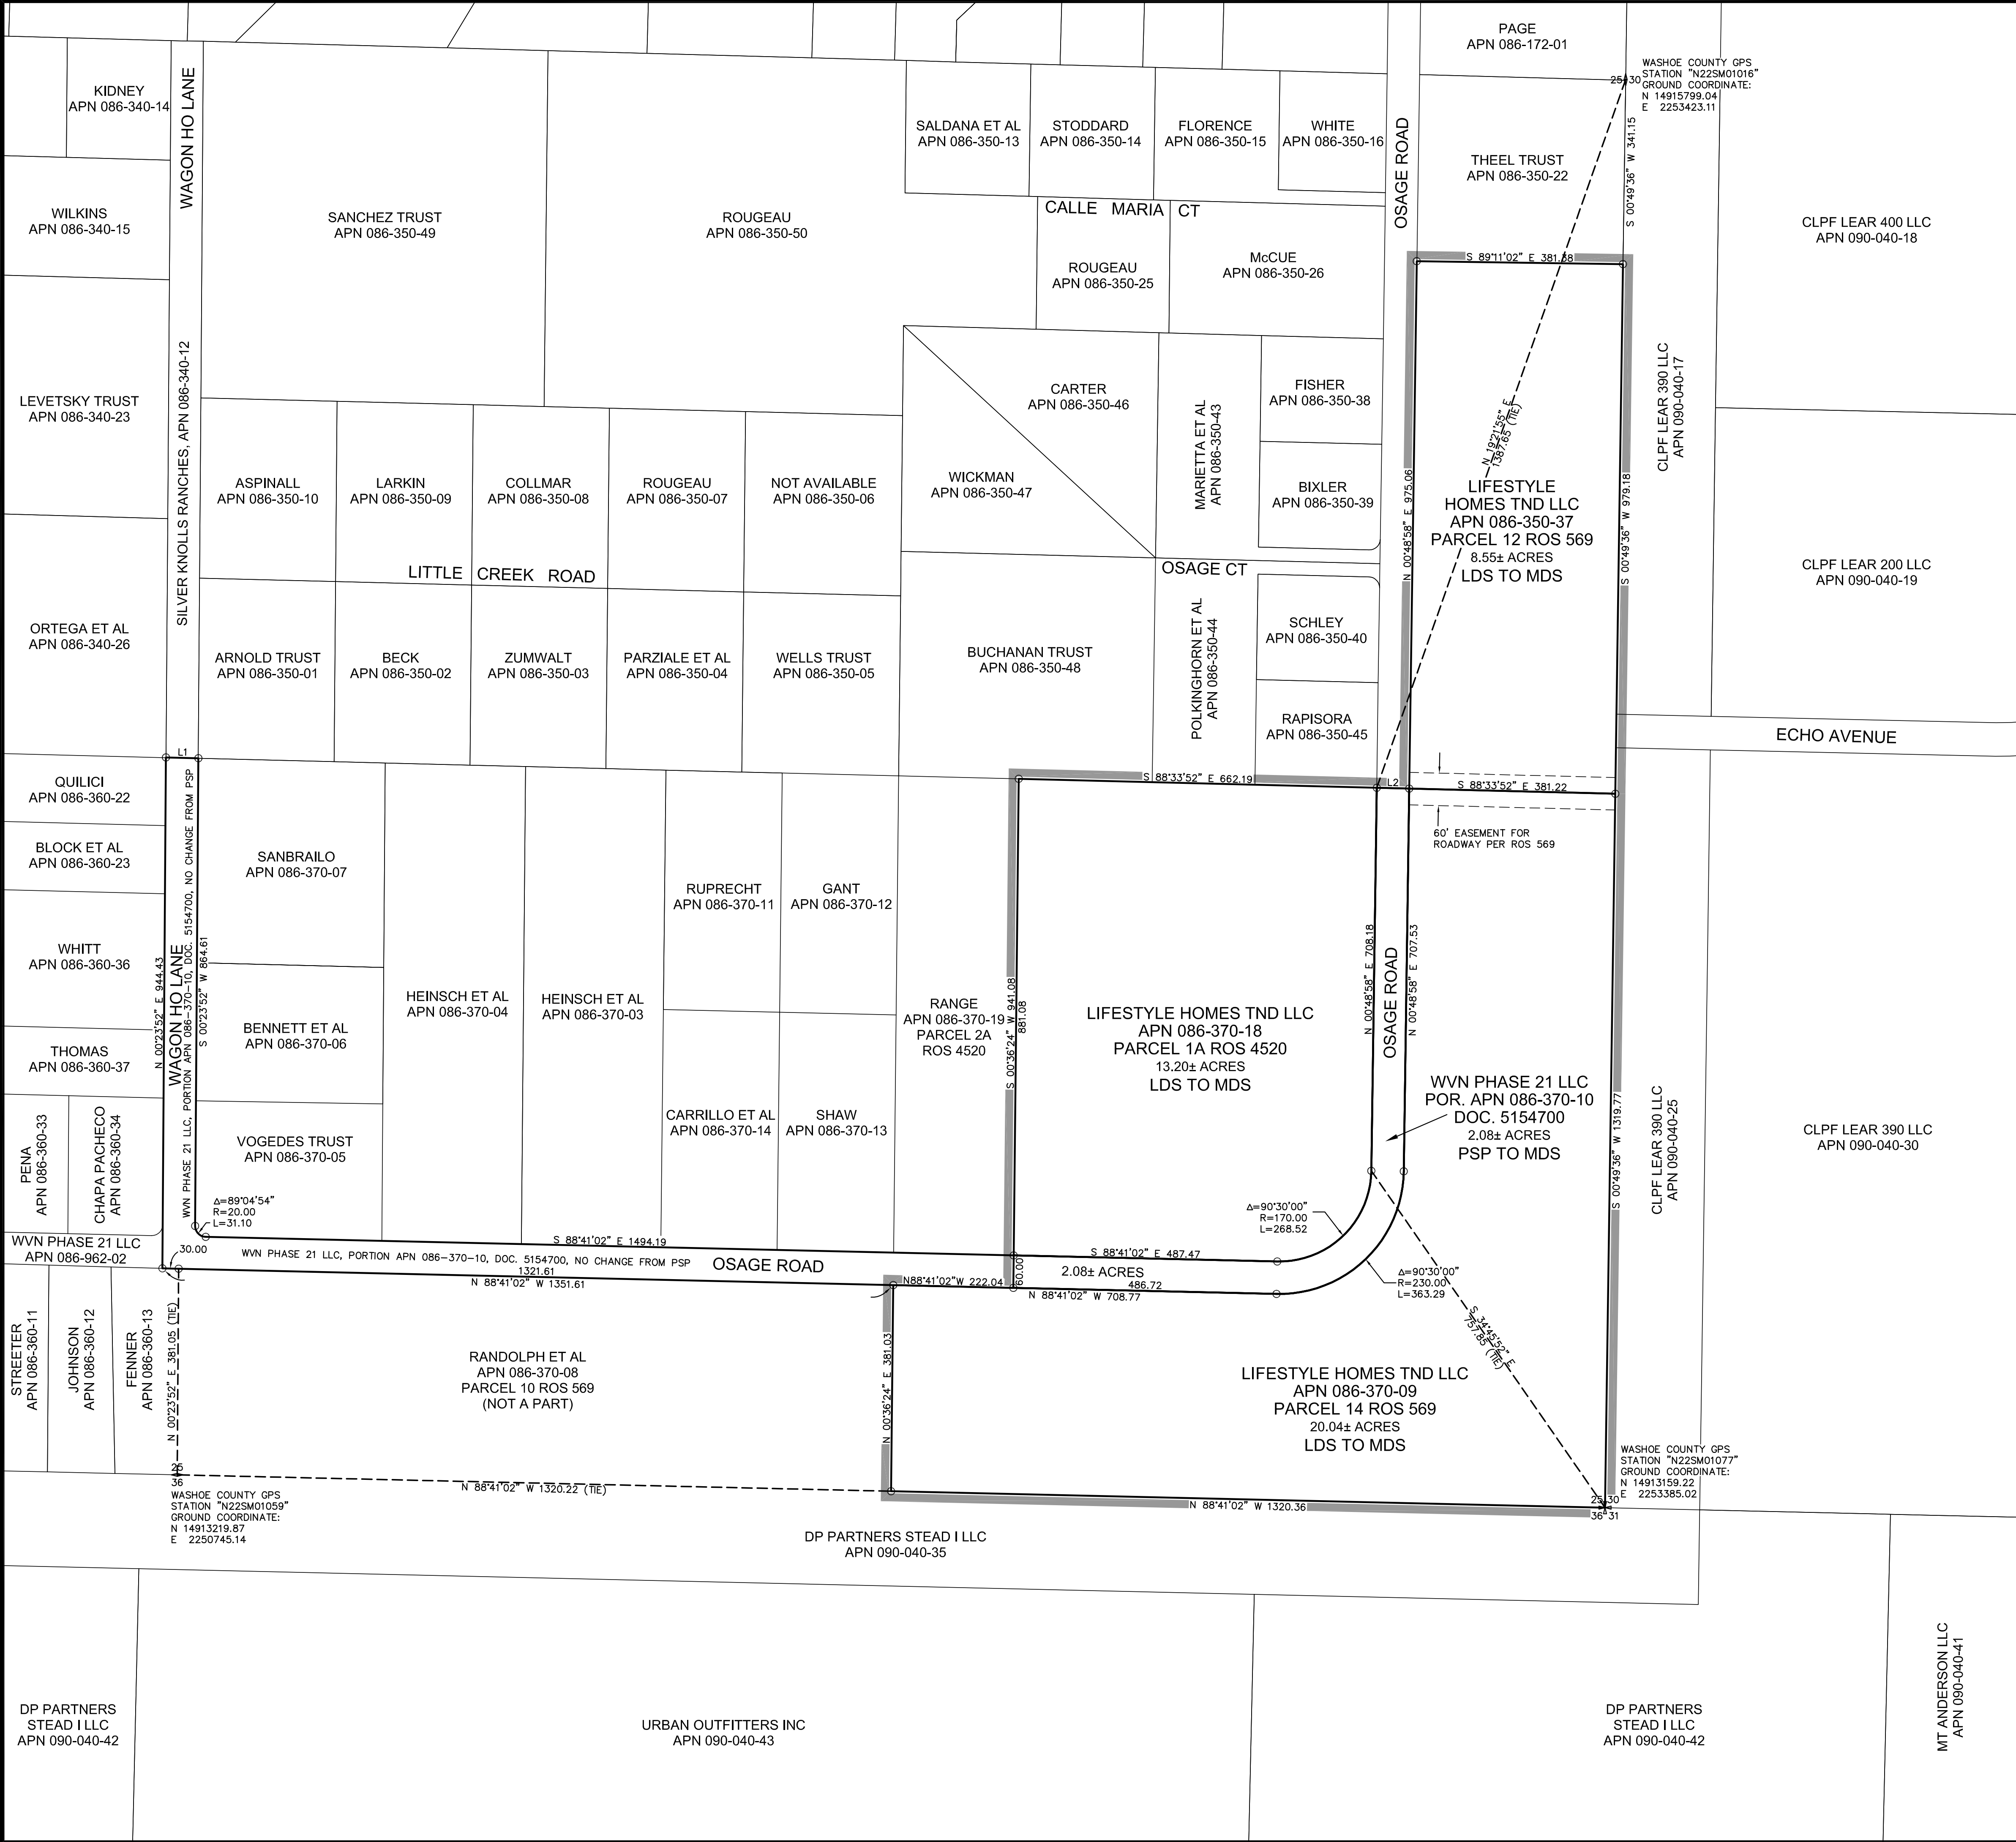 PAGE
APN 086-172-01
WASHOE COUNTY GPS
STATION "N22SM01016"
GROUND COORDINATE:
N 14915799.04
E 2253423.11
25
30
KIDNEY
APN 086-340-14
WAGON HO LANE
SALDANA ET AL
APN 086-350-13
STODDARD
APN 086-350-14
FLORENCE
APN 086-350-15
WHITE
APN 086-350-16
OSAGE ROAD
THEEL TRUST
APN 086-350-22
S 00°49'36" W 341.15
WILKINS
APN 086-340-15
SANCHEZ TRUST
APN 086-350-49
ROUGEAU
APN 086-350-50
CALLE MARIA CT
CLPF LEAR 400 LLC
APN 090-040-18
ROUGEAU
APN 086-350-25
McCUE
APN 086-350-26
S 89°11'02" E 381.38
LEVETSKY TRUST
APN 086-340-23
SILVER KNOLLS RANCHES, APN 086-340-12
CARTER
APN 086-350-46
MARIETTA ET AL
APN 086-350-43
FISHER
APN 086-350-38
N 19°21'55" E
1387.65 (TIE)
CLPF LEAR 390 LLC
APN 090-040-17
ASPINALL
APN 086-350-10
LARKIN
APN 086-350-09
COLLMAR
APN 086-350-08
ROUGEAU
APN 086-350-07
NOT AVAILABLE
APN 086-350-06
WICKMAN
APN 086-350-47
BIXLER
APN 086-350-39
N 00°48'58" E 975.06
LIFESTYLE
HOMES TND LLC
APN 086-350-37
PARCEL 12 ROS 569
8.55± ACRES
LDS TO MDS
S 00°49'36" W 979.18
LITTLE CREEK ROAD
OSAGE CT
CLPF LEAR 200 LLC
APN 090-040-19
ORTEGA ET AL
APN 086-340-26
ARNOLD TRUST
APN 086-350-01
BECK
APN 086-350-02
ZUMWALT
APN 086-350-03
PARZIALE ET AL
APN 086-350-04
WELLS TRUST
APN 086-350-05
BUCHANAN TRUST
APN 086-350-48
POLKINGHORN ET AL
APN 086-350-44
SCHLEY
APN 086-350-40
RAPISORA
APN 086-350-45
ECHO AVENUE
L1
QUILICI
APN 086-360-22
S 88°33'52" E 662.19
L2
S 88°33'52" E 381.22
60' EASEMENT FOR
ROADWAY PER ROS 569
BLOCK ET AL
APN 086-360-23
SANBRAILO
APN 086-370-07
WVN PHASE 21 LLC, PORTION APN 086-370-10, DOC. 5154700, NO CHANGE FROM PSP
RUPRECHT
APN 086-370-11
GANT
APN 086-370-12
WHITT
APN 086-360-36
N 00°23'52" E 944.43
WAGON HO LANE
S 00°23'52" W 864.61
HEINSCH ET AL
APN 086-370-04
HEINSCH ET AL
APN 086-370-03
RANGE
APN 086-370-19
PARCEL 2A
ROS 4520
S 00°36'24" W 941.08
881.08
LIFESTYLE HOMES TND LLC
APN 086-370-18
PARCEL 1A ROS 4520
13.20± ACRES
LDS TO MDS
N 00°48'58" E 708.18
OSAGE ROAD
N 00°48'58" E 707.53
BENNETT ET AL
APN 086-370-06
THOMAS
APN 086-360-37
WVN PHASE 21 LLC
POR. APN 086-370-10
DOC. 5154700
2.08± ACRES
PSP TO MDS
S 00°49'36" W 1319.77
CLPF LEAR 390 LLC
APN 090-040-25
CLPF LEAR 390 LLC
APN 090-040-30
PENA
APN 086-360-33
CHAPA PACHECO
APN 086-360-34
VOGEDES TRUST
APN 086-370-05
CARRILLO ET AL
APN 086-370-14
SHAW
APN 086-370-13
Δ=89°04'54"
R=20.00
L=31.10
Δ=90°30'00"
R=170.00
L=268.52
WVN PHASE 21 LLC
APN 086-962-02
30.00
S 88°41'02" E 1494.19
WVN PHASE 21 LLC, PORTION APN 086-370-10, DOC. 5154700, NO CHANGE FROM PSP
OSAGE ROAD
1321.61
N 88°41'02" W 1351.61
S 88°41'02" E 487.47
2.08± ACRES
60.00
N88°41'02"W 222.04
486.72
N 88°41'02" W 708.77
Δ=90°30'00"
R=230.00
L=363.29
S 34°45'52" E
757.85 (TIE)
STREETER
APN 086-360-11
JOHNSON
APN 086-360-12
FENNER
APN 086-360-13
N 00°23'52" E 381.05 (TIE)
RANDOLPH ET AL
APN 086-370-08
PARCEL 10 ROS 569
(NOT A PART)
N 00°36'24" E 381.03
LIFESTYLE HOMES TND LLC
APN 086-370-09
PARCEL 14 ROS 569
20.04± ACRES
LDS TO MDS
WASHOE COUNTY GPS
STATION "N22SM01077"
GROUND COORDINATE:
N 14913159.22
E 2253385.02
25
36
N 88°41'02" W 1320.22 (TIE)
N 88°41'02" W 1320.36
25
30
36
31
WASHOE COUNTY GPS
STATION "N22SM01059"
GROUND COORDINATE:
N 14913219.87
E 2250745.14
DP PARTNERS STEAD I LLC
APN 090-040-35
DP PARTNERS
STEAD I LLC
APN 090-040-42
URBAN OUTFITTERS INC
APN 090-040-43
DP PARTNERS
STEAD I LLC
APN 090-040-42
MT ANDERSON LLC
APN 090-040-41